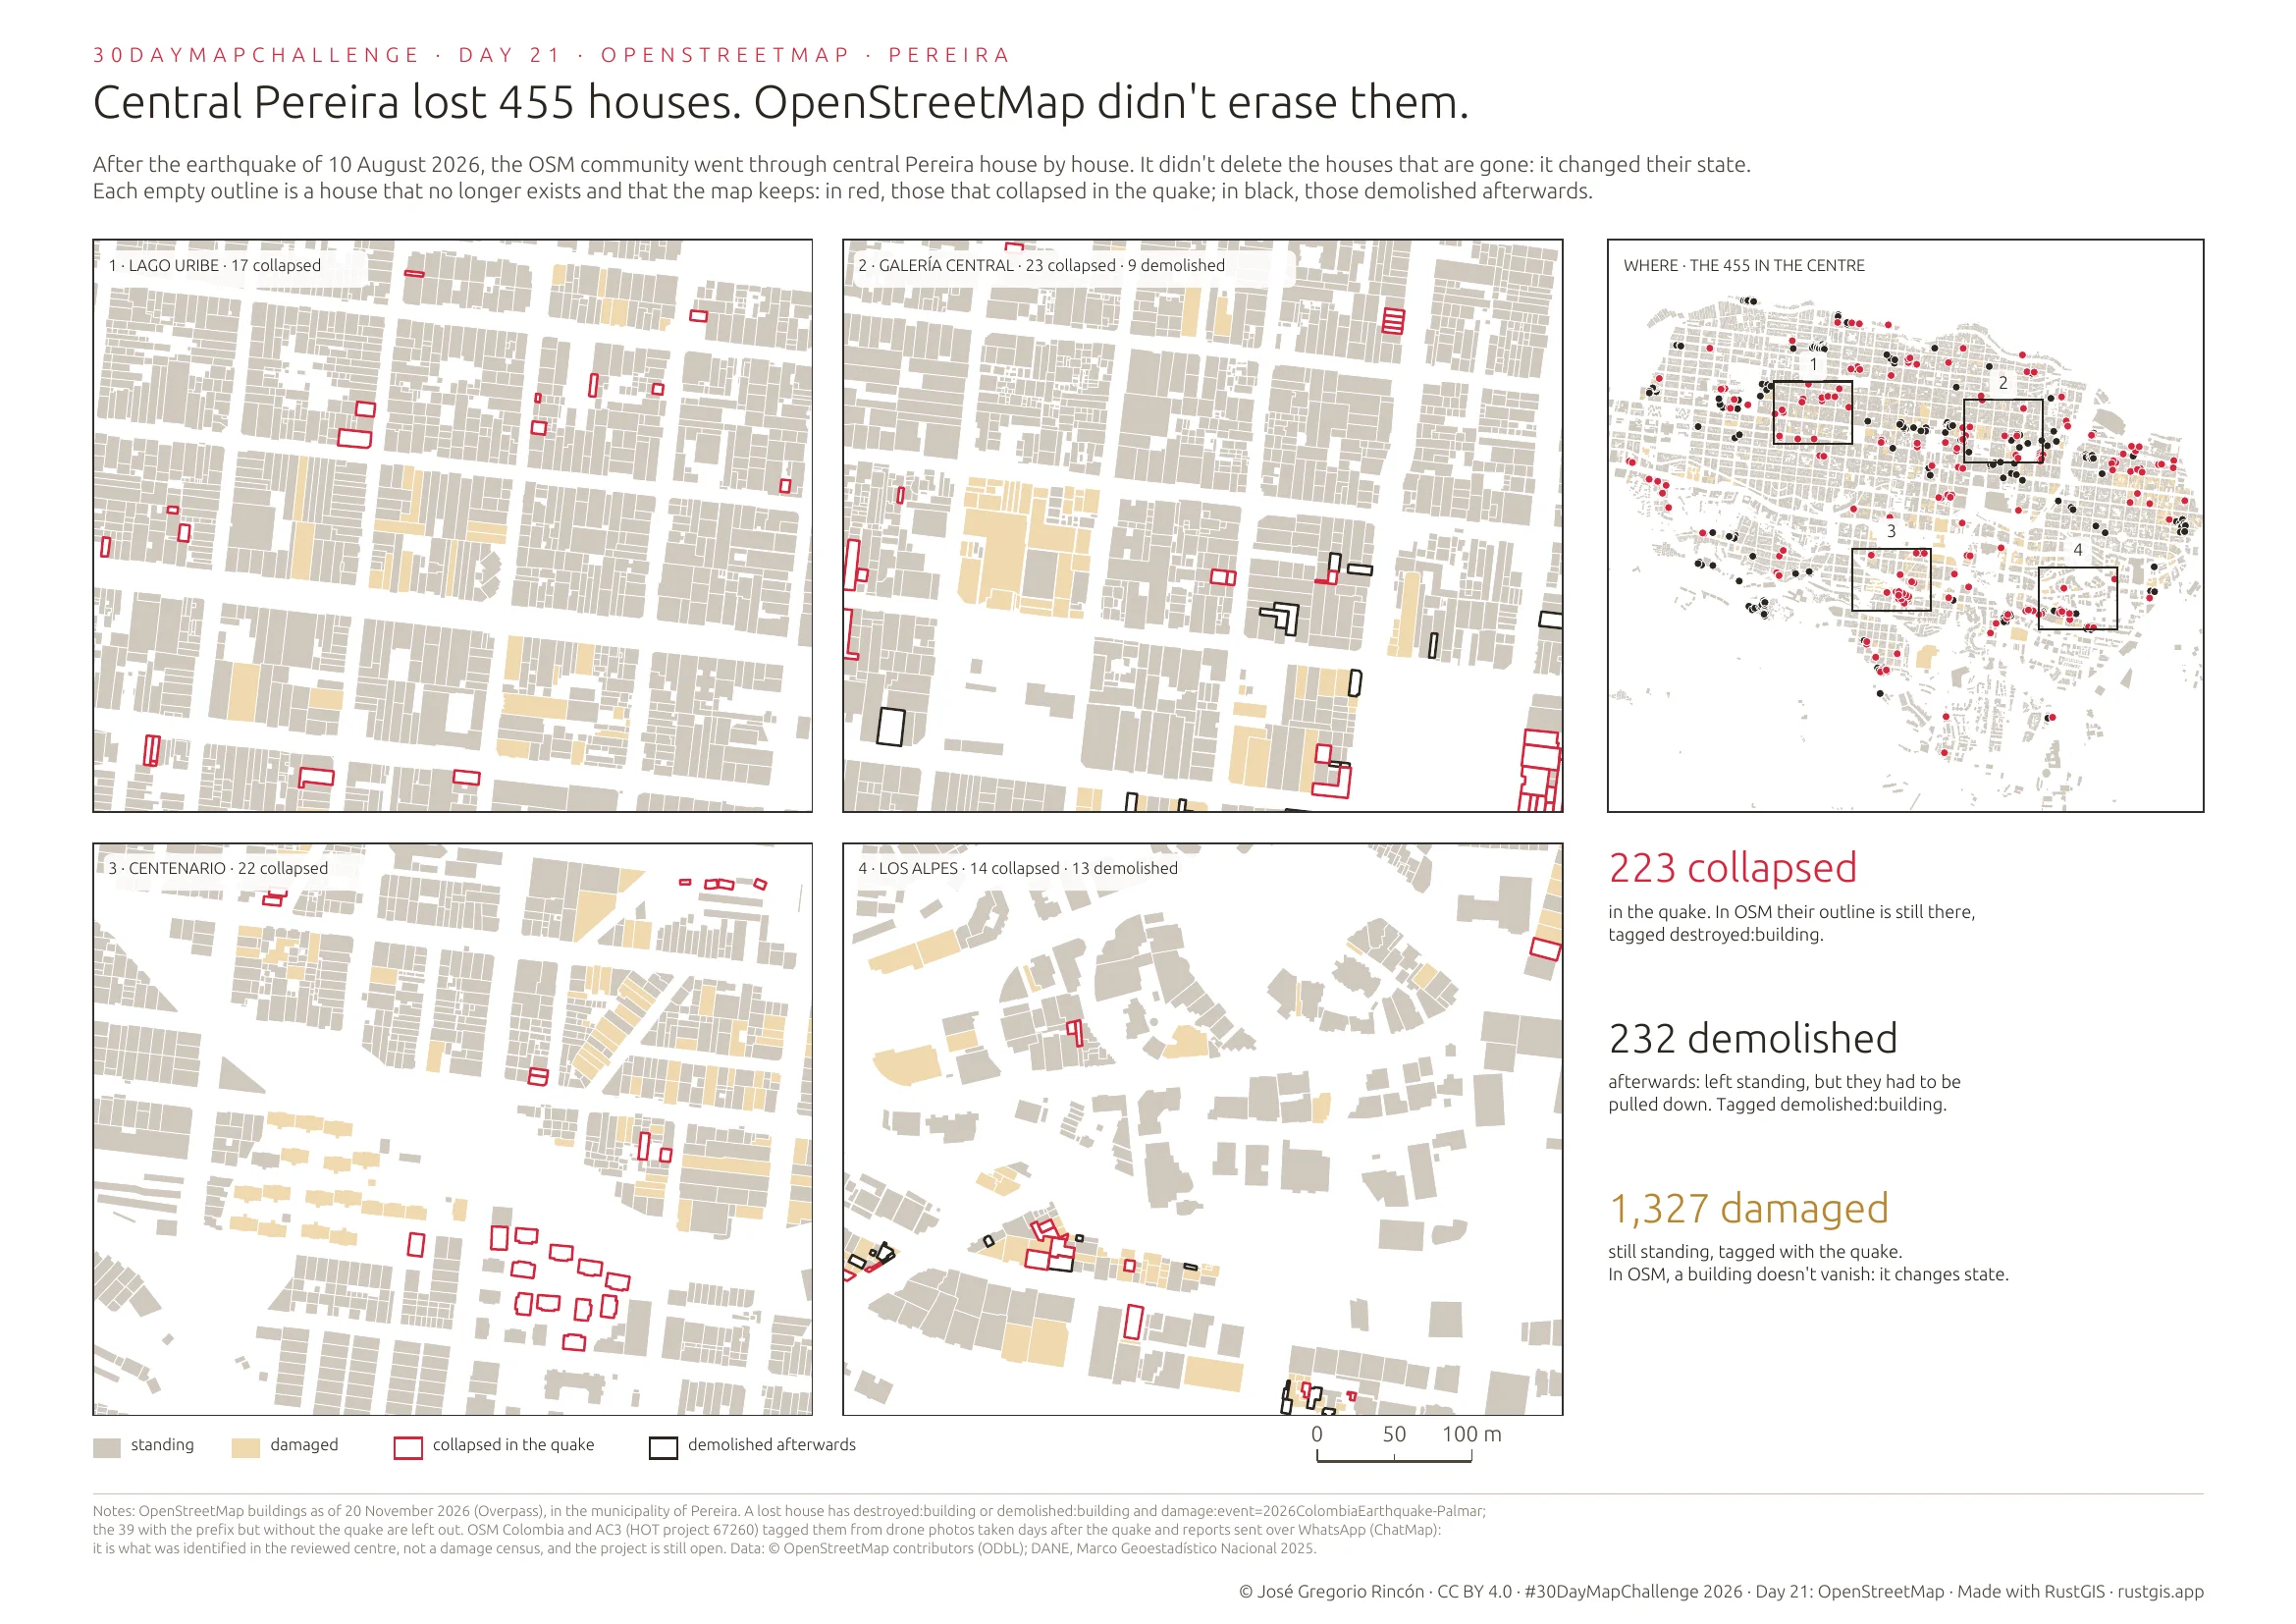 30DAYMAPCHALLENGE · DAY 21 · OPENSTREETMAP · PEREIRA
Central Pereira lost 455 houses. OpenStreetMap didn't erase them.
After the earthquake of 10 August 2026, the OSM community went through central Pereira house by house. It didn't delete the houses that are gone: it changed their state.
Each empty outline is a house that no longer exists and that the map keeps: in red, those that collapsed in the quake; in black, those demolished afterwards.
1 · LAGO URIBE · 17 collapsed
2 · GALERÍA CENTRAL · 23 collapsed · 9 demolished
WHERE · THE 455 IN THE CENTRE
1
2
3
4
3 · CENTENARIO · 22 collapsed
4 · LOS ALPES · 14 collapsed · 13 demolished
223 collapsed
in the quake. In OSM their outline is still there,
tagged destroyed:building.
232 demolished
afterwards: left standing, but they had to be
pulled down. Tagged demolished:building.
1,327 damaged
still standing, tagged with the quake.
In OSM, a building doesn't vanish: it changes state.
standing
damaged
collapsed in the quake
demolished afterwards
0 50 100 m
Notes: OpenStreetMap buildings as of 20 November 2026 (Overpass), in the municipality of Pereira. A lost house has destroyed:building or demolished:building and damage:event=2026ColombiaEarthquake-Palmar;
the 39 with the prefix but without the quake are left out. OSM Colombia and AC3 (HOT project 67260) tagged them from drone photos taken days after the quake and reports sent over WhatsApp (ChatMap):
it is what was identified in the reviewed centre, not a damage census, and the project is still open. Data: © OpenStreetMap contributors (ODbL); DANE, Marco Geoestadístico Nacional 2025.
© José Gregorio Rincón · CC BY 4.0 · #30DayMapChallenge 2026 · Day 21: OpenStreetMap · Made with RustGIS · rustgis.app